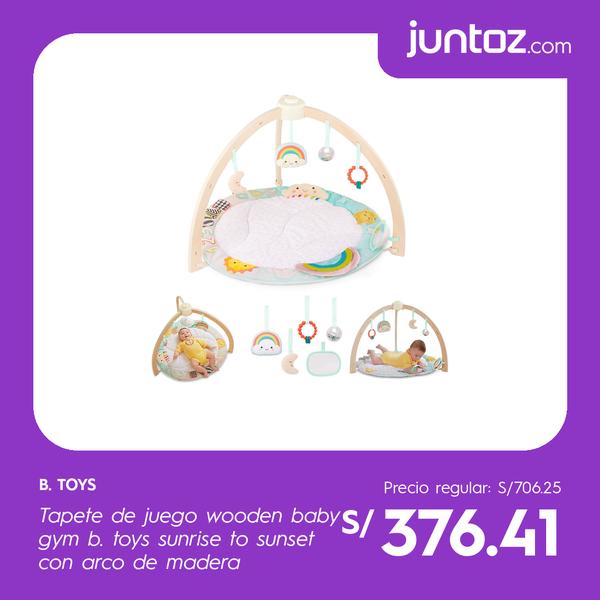 juntoz.com
B. TOYS
Precio regular: S/706.25
Tapete de juego wooden baby
gym b. toys sunrise to sunset
con arco de madera
S/ 376.41